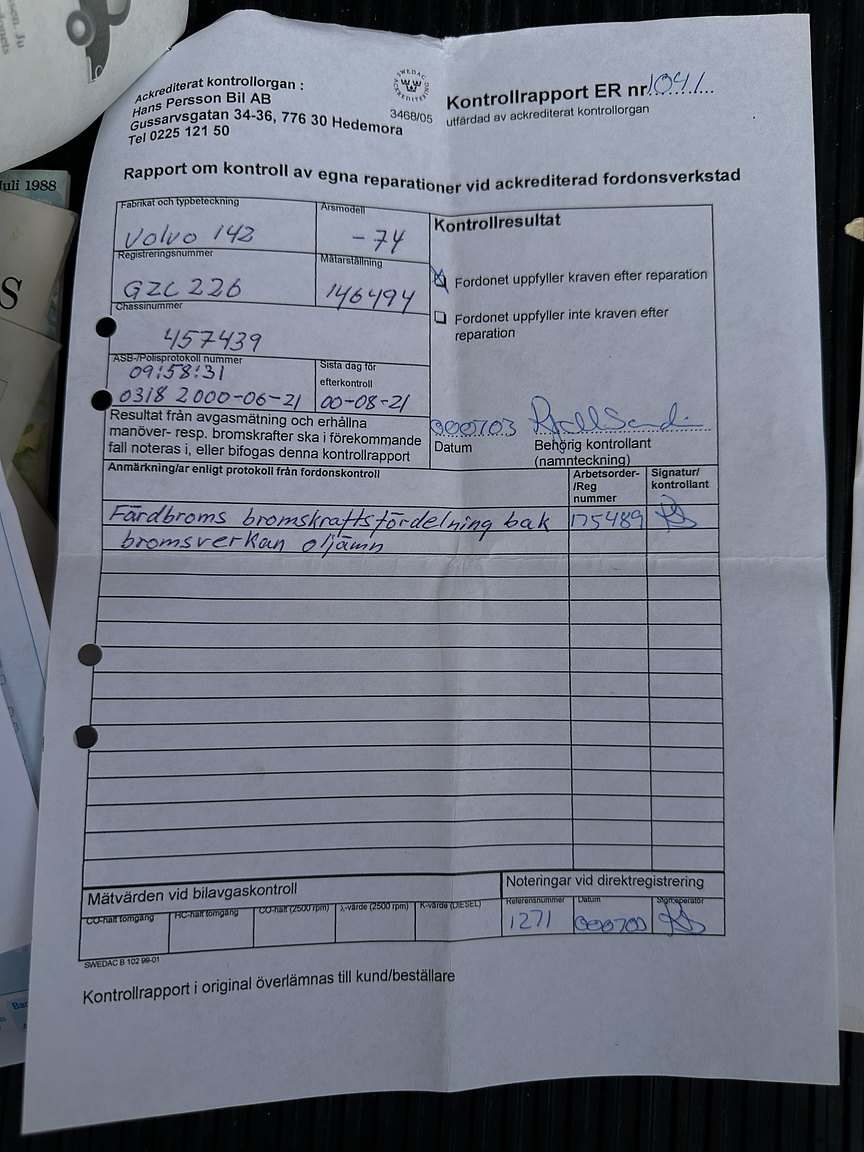 Juli 1988
S
Ackrediterat kontrollorgan :
Hans Persson Bil AB
Gussarvsgatan 34-36, 776 30 Hedemora
Tel 0225 121 50
SWEDAC ACKREDITERING
3468/05
Kontrollrapport ER nr 1041
utfärdad av ackrediterat kontrollorgan
Rapport om kontroll av egna reparationer vid ackrediterad fordonsverkstad
Fabrikat och typbeteckning
Volvo 142
Årsmodell
-74
Registreringsnummer
GZC 226
Mätarställning
146494
Chassinummer
457439
ASB-/Polisprotokoll nummer
09:58:31
0318 2000-06-21
Sista dag för
efterkontroll
00-08-21
Kontrollresultat
Fordonet uppfyller kraven efter reparation
Fordonet uppfyller inte kraven efter
reparation
Resultat från avgasmätning och erhållna
manöver- resp. bromskrafter ska i förekommande
fall noteras i, eller bifogas denna kontrollrapport
000703
Datum
Behörig kontrollant
(namnteckning)
Anmärkning/ar enligt protokoll från fordonskontroll
Arbetsorder-
/Reg
nummer
Signatur/
kontrollant
Färdbroms bromskraftsfördelning bak 175489
bromsverkan ojämn
Mätvärden vid bilavgaskontroll
CO-halt tomgång
HC-halt tomgång
CO-halt (2500 rpm)
λ-värde (2500 rpm)
K-värde (DIESEL)
Noteringar vid direktregistrering
Referensnummer
1271
Datum
Sign.operatör
SWEDAC B 102 99-01
Kontrollrapport i original överlämnas till kund/beställare